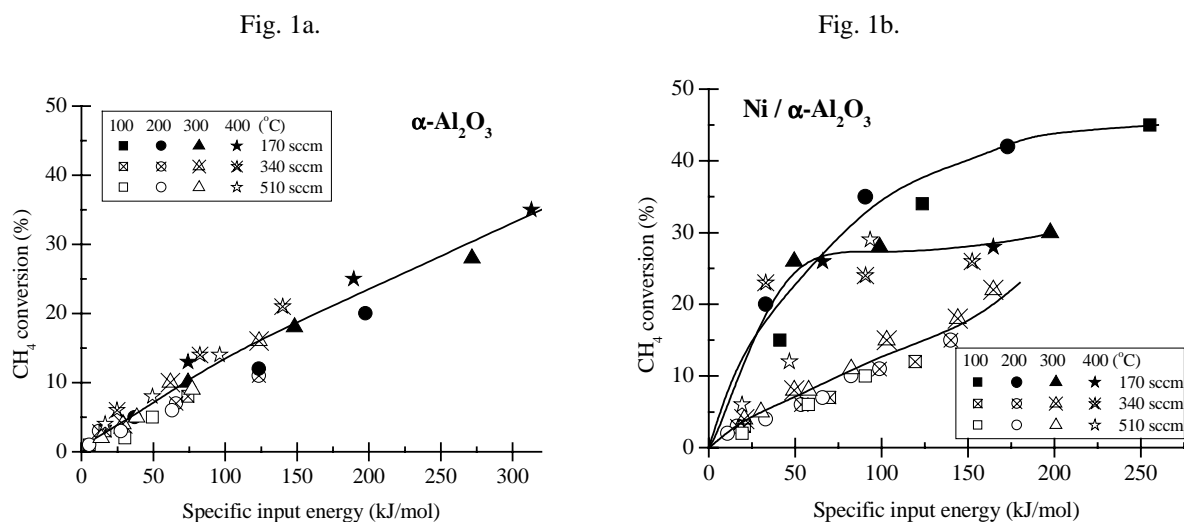 Fig. 1a.
50
40
30
20
10
0
0 50 100 150 200 250 300
CH₄ conversion (%)
Specific input energy (kJ/mol)
α-Al₂O₃
100 200 300 400 (°C)
170 sccm
340 sccm
510 sccm
Fig. 1b.
50
40
30
20
10
0
0 50 100 150 200 250
CH₄ conversion (%)
Specific input energy (kJ/mol)
Ni / α-Al₂O₃
100 200 300 400 (°C)
170 sccm
340 sccm
510 sccm